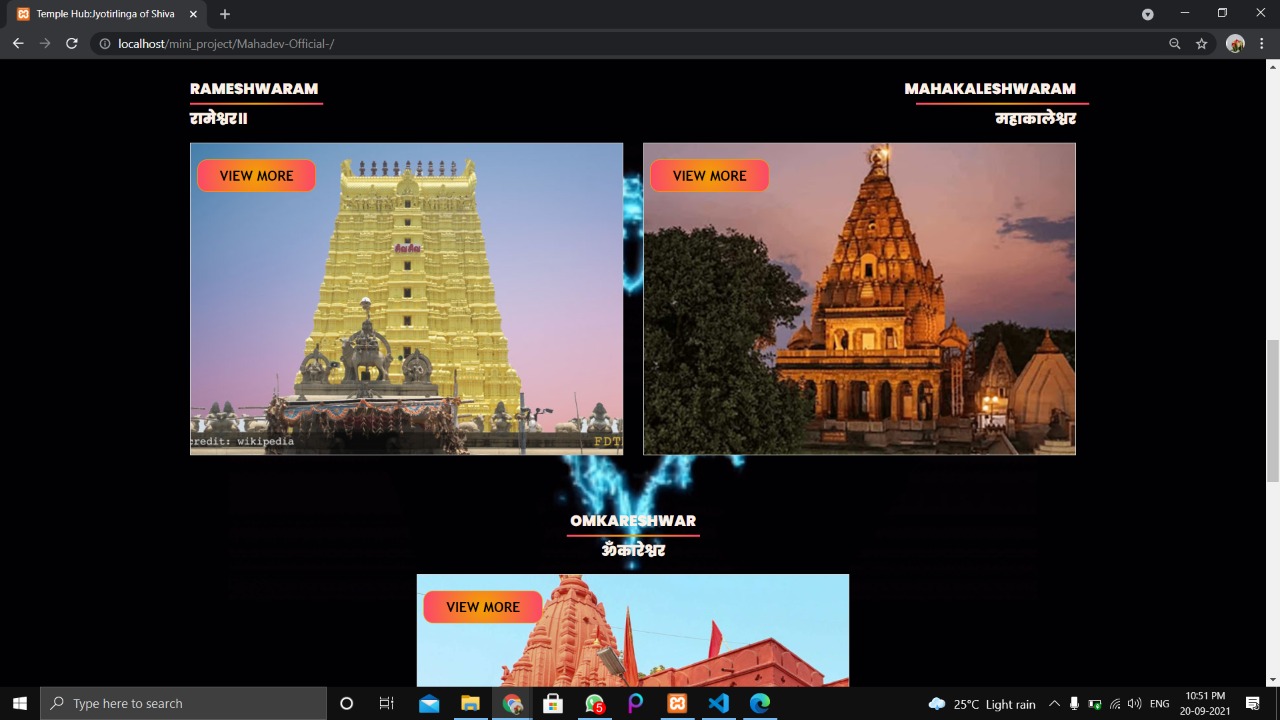 Temple Hub:Jyotirlinga of Shiva
localhost/mini_project/Mahadev-Official-/
RAMESHWARAM
रामेश्वर॥
MAHAKALESHWARAM
महाकालेश्वर
VIEW MORE
VIEW MORE
credit: wikipedia
FDT
OMKARESHWAR
ॐकारेश्वर
VIEW MORE
Type here to search
5
25°C Light rain
ENG
10:51 PM
20-09-2021